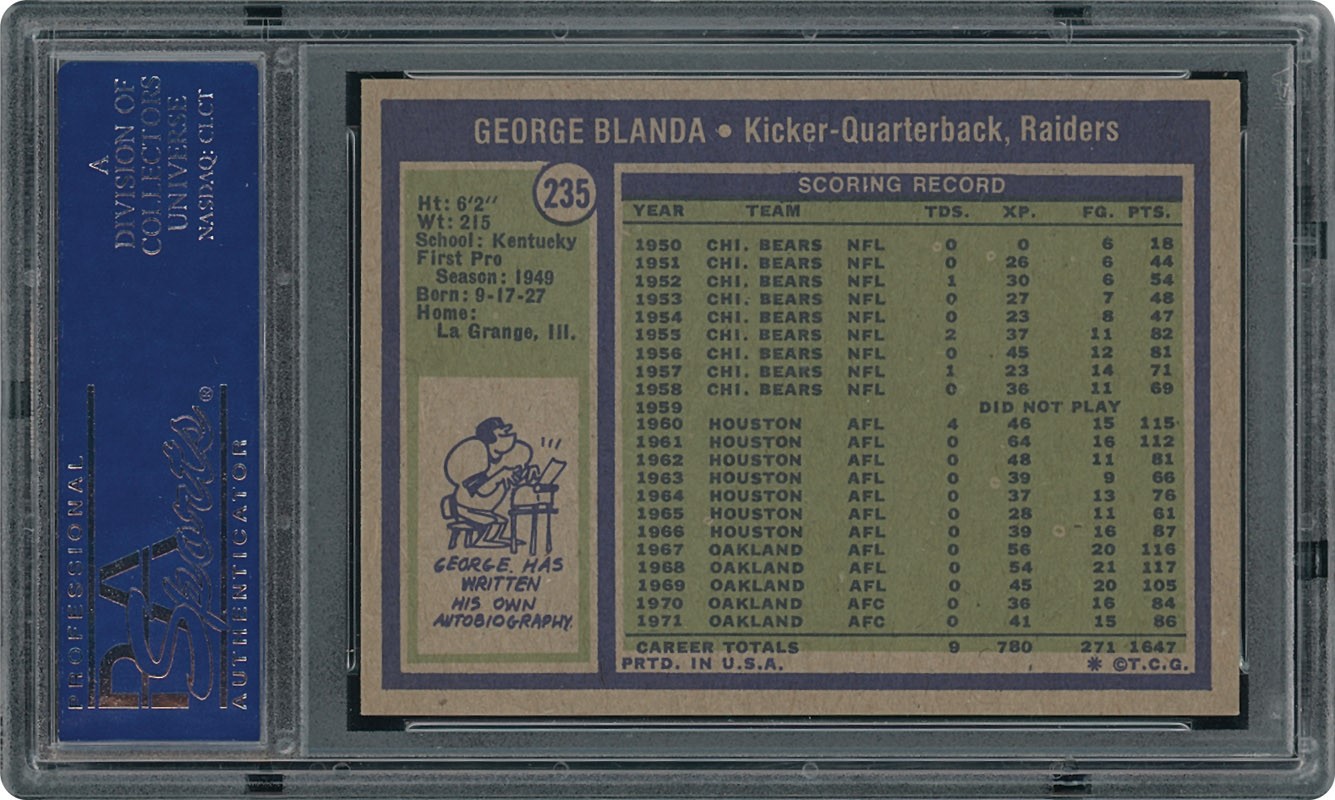 A
DIVISION OF
COLLECTORS
UNIVERSE
NASDAQ: CLCT
PROFESSIONAL
PSA
Sports®
AUTHENTICATOR
GEORGE BLANDA • Kicker-Quarterback, Raiders
235
Ht: 6'2"
Wt: 215
School: Kentucky
First Pro
Season: 1949
Born: 9-17-27
Home:
La Grange, Ill.
GEORGE HAS
WRITTEN
HIS OWN
AUTOBIOGRAPHY.
SCORING RECORD
YEAR TEAM TDS. XP. FG. PTS.
1950 CHI. BEARS NFL 0 0 6 18
1951 CHI. BEARS NFL 0 26 6 44
1952 CHI. BEARS NFL 1 30 6 54
1953 CHI. BEARS NFL 0 27 7 48
1954 CHI. BEARS NFL 0 23 8 47
1955 CHI. BEARS NFL 2 37 11 82
1956 CHI. BEARS NFL 0 45 12 81
1957 CHI. BEARS NFL 1 23 14 71
1958 CHI. BEARS NFL 0 36 11 69
1959 DID NOT PLAY
1960 HOUSTON AFL 4 46 15 115
1961 HOUSTON AFL 0 64 16 112
1962 HOUSTON AFL 0 48 11 81
1963 HOUSTON AFL 0 39 9 66
1964 HOUSTON AFL 0 37 13 76
1965 HOUSTON AFL 0 28 11 61
1966 HOUSTON AFL 0 39 16 87
1967 OAKLAND AFL 0 56 20 116
1968 OAKLAND AFL 0 54 21 117
1969 OAKLAND AFL 0 45 20 105
1970 OAKLAND AFC 0 36 16 84
1971 OAKLAND AFC 0 41 15 86
CAREER TOTALS 9 780 271 1647
PRTD. IN U.S.A. * ©T.C.G.